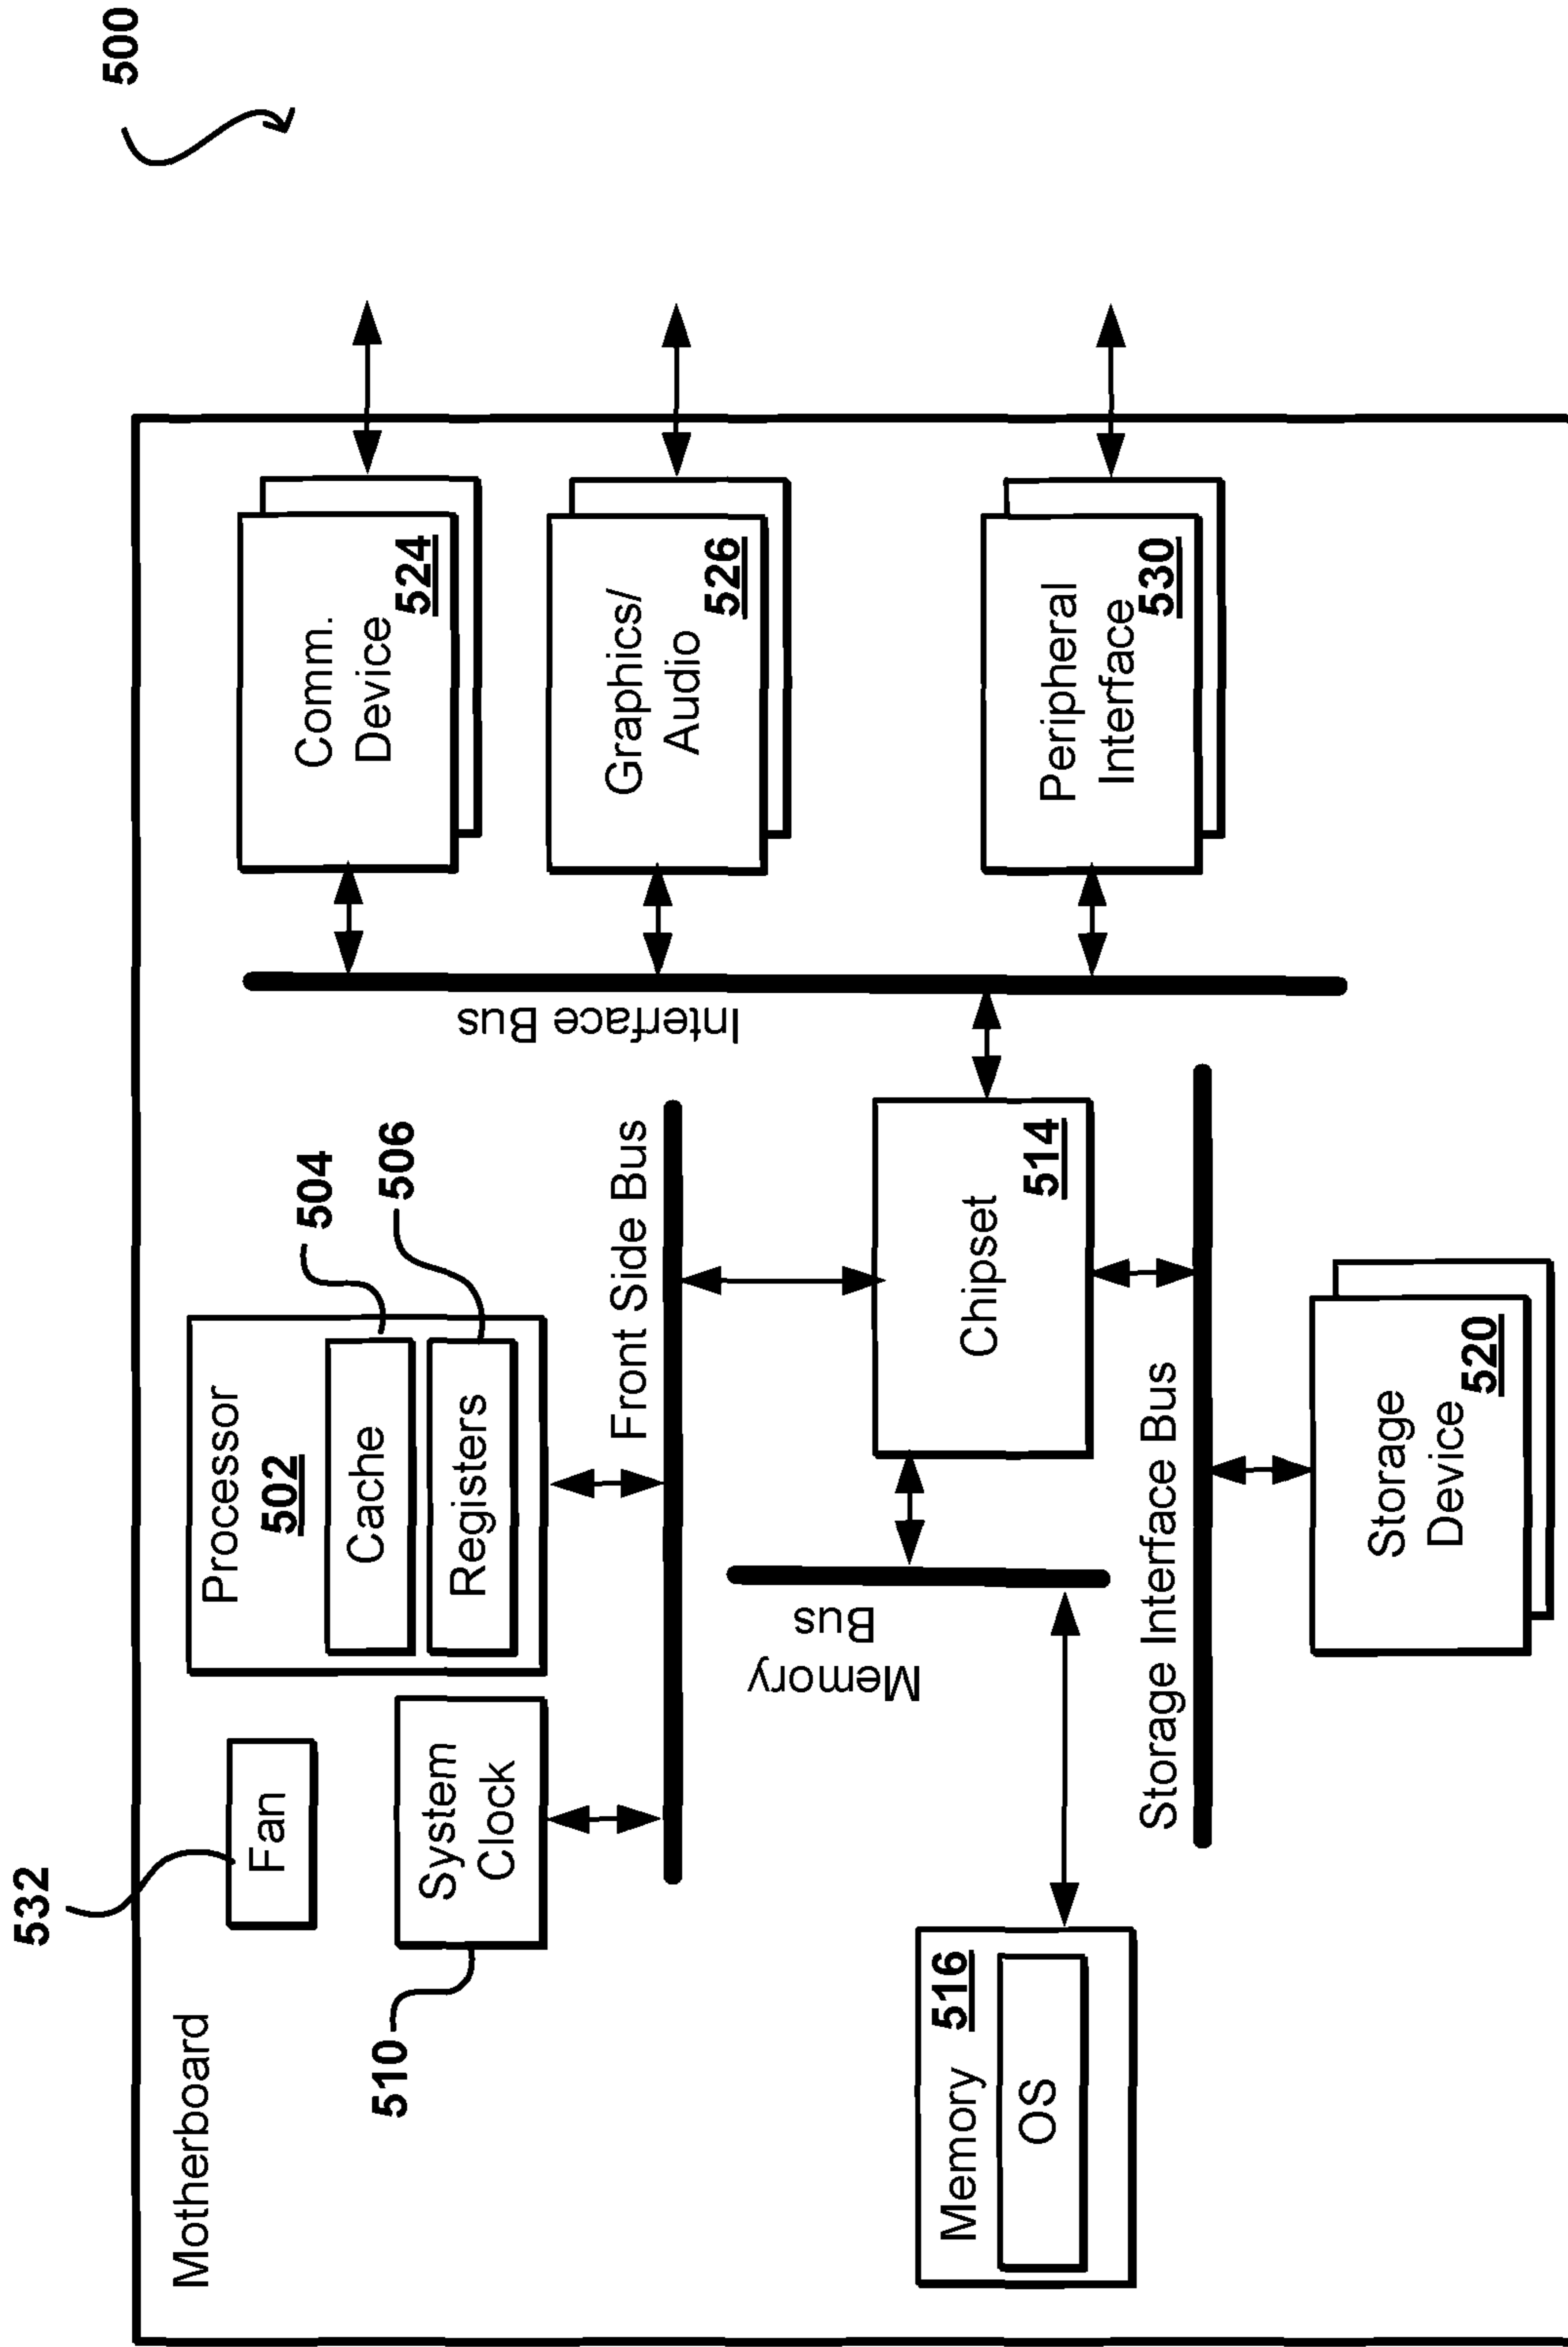 500
Motherboard
532
Fan
Processor
502
Cache
504
Registers
506
System
Clock
510
Front Side Bus
Interface Bus
Comm.
Device
524
Graphics/
Audio
526
Peripheral
Interface
530
Chipset
514
Memory
Bus
Memory
516
OS
Storage Interface Bus
Storage
Device
520